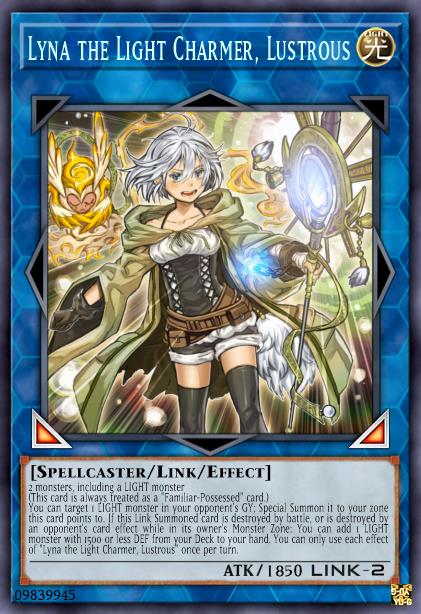 LYNA THE LIGHT CHARMER, LUSTROUS
LIGHT
光
[SPELLCASTER/LINK/EFFECT]
2 monsters, including a LIGHT monster
(This card is always treated as a "Familiar-Possessed" card.)
You can target 1 LIGHT monster in your opponent's GY; Special Summon it to your zone
this card points to. If this Link Summoned card is destroyed by battle, or is destroyed by
an opponent's card effect while in its owner's Monster Zone: You can add 1 LIGHT
monster with 1500 or less DEF from your Deck to your hand. You can only use each effect
of "Lyna the Light Charmer, Lustrous" once per turn.
ATK/1850 LINK-2
09839945